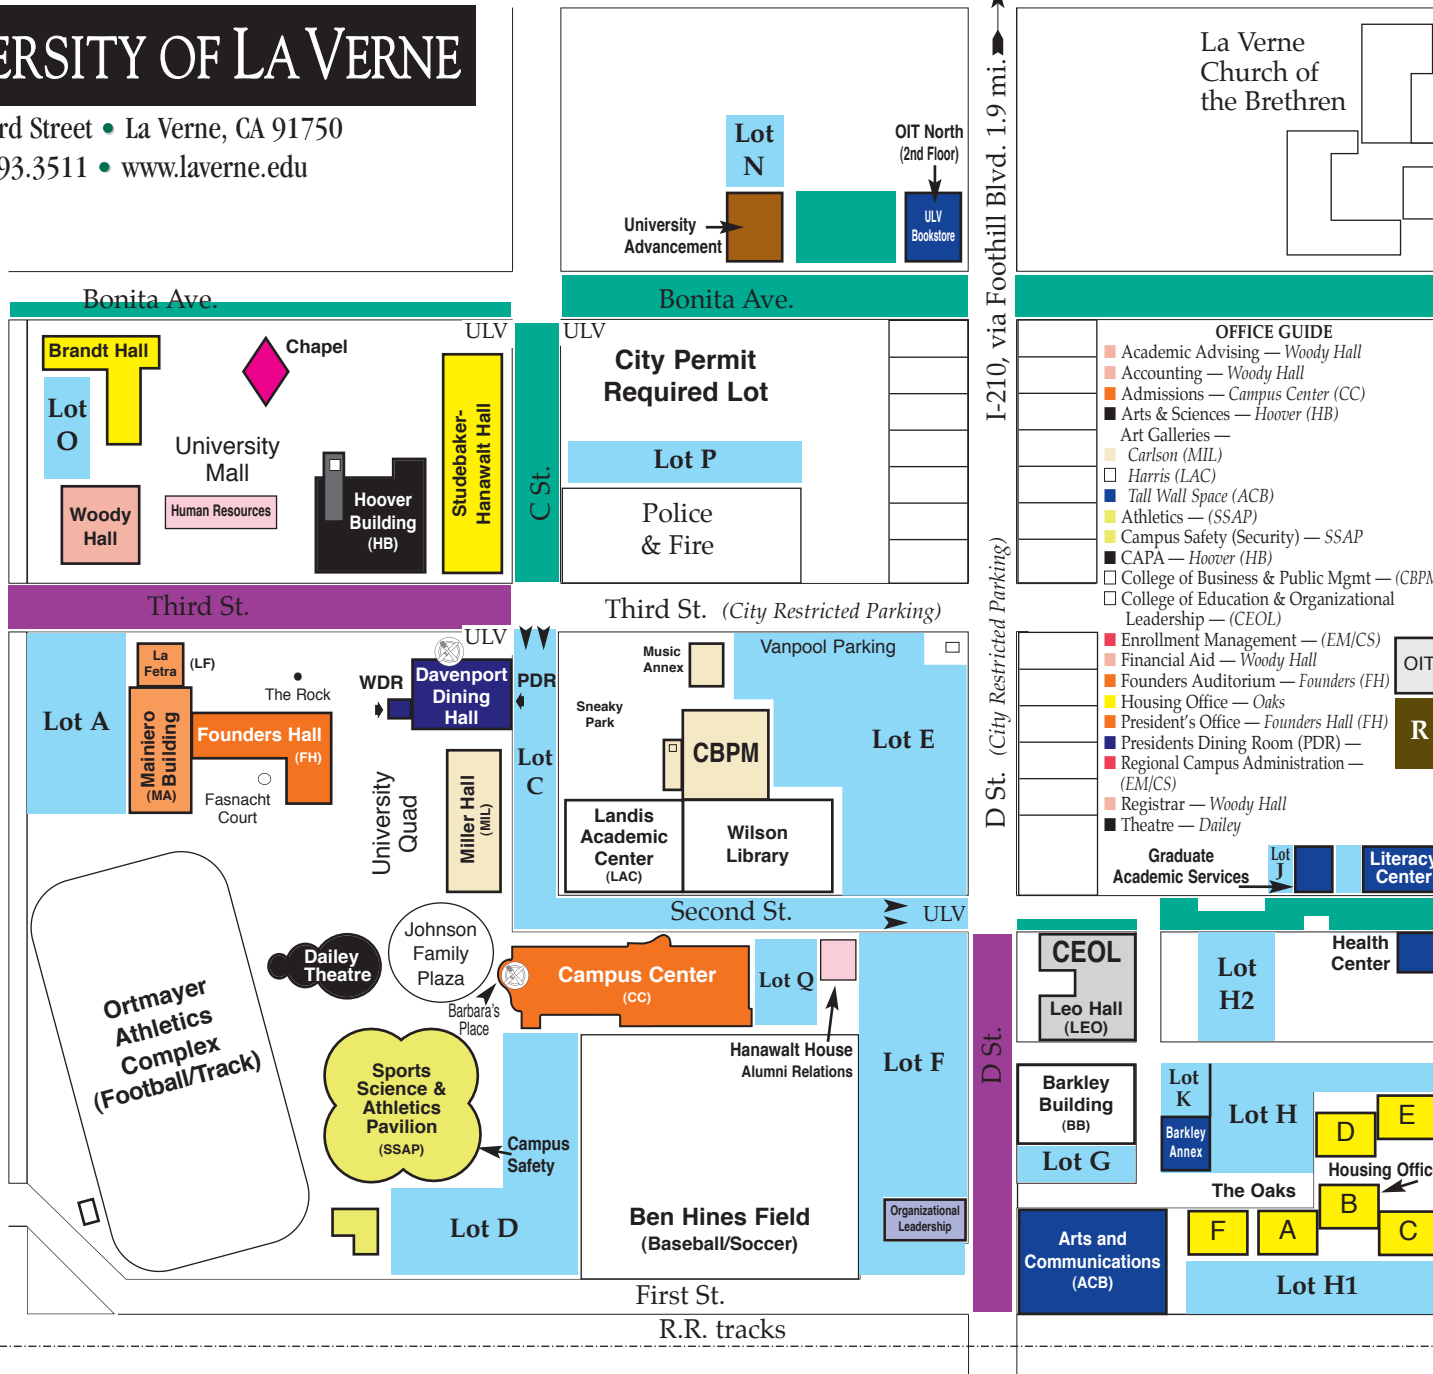 ERSITY OF LA VERNE
rd Street • La Verne, CA 91750
93.3511 • www.laverne.edu
Lot
N
OIT North
(2nd Floor)
University
Advancement
ULV
Bookstore
I-210, via Foothill Blvd. 1.9 mi.
La Verne
Church of
the Brethren
Bonita Ave.
Bonita Ave.
Brandt Hall
Lot
O
Chapel
University
Mall
Woody
Hall
Human Resources
Hoover
Building
(HB)
Studebaker-
Hanawalt Hall
ULV
ULV
C St.
City Permit
Required Lot
Lot P
Police
& Fire
OFFICE GUIDE
Academic Advising — Woody Hall
Accounting — Woody Hall
Admissions — Campus Center (CC)
Arts & Sciences — Hoover (HB)
Art Galleries —
Carlson (MIL)
Harris (LAC)
Tall Wall Space (ACB)
Athletics — (SSAP)
Campus Safety (Security) — SSAP
CAPA — Hoover (HB)
College of Business & Public Mgmt — (CBPM
College of Education & Organizational
Leadership — (CEOL)
Enrollment Management — (EM/CS)
Financial Aid — Woody Hall
Founders Auditorium — Founders (FH)
Housing Office — Oaks
President's Office — Founders Hall (FH)
Presidents Dining Room (PDR) —
Regional Campus Administration —
(EM/CS)
Registrar — Woody Hall
Theatre — Dailey
OIT
R
Third St.
Third St. (City Restricted Parking)
D St. (City Restricted Parking)
Lot A
La
Fetra
(LF)
Mainiero
Building
(MA)
The Rock
Founders Hall
(FH)
Fasnacht
Court
ULV
WDR
Davenport
Dining
Hall
PDR
Lot
C
University
Quad
Miller Hall
(MIL)
Music
Annex
Sneaky
Park
Vanpool Parking
CBPM
Lot E
Landis
Academic
Center
(LAC)
Wilson
Library
Graduate
Academic Services
Lot
J
Literacy
Center
Second St.
ULV
Ortmayer
Athletics
Complex
(Football/Track)
Dailey
Theatre
Johnson
Family
Plaza
Barbara's
Place
Campus Center
(CC)
Lot Q
Hanawalt House
Alumni Relations
Lot F
D St.
CEOL
Leo Hall
(LEO)
Lot
H2
Health
Center
Sports
Science &
Athletics
Pavilion
(SSAP)
Campus
Safety
Lot D
Ben Hines Field
(Baseball/Soccer)
Organizational
Leadership
Barkley
Building
(BB)
Lot G
Lot
K
Barkley
Annex
Lot H
D
E
Housing Offic
The Oaks
B
F
A
C
Arts and
Communications
(ACB)
Lot H1
First St.
R.R. tracks